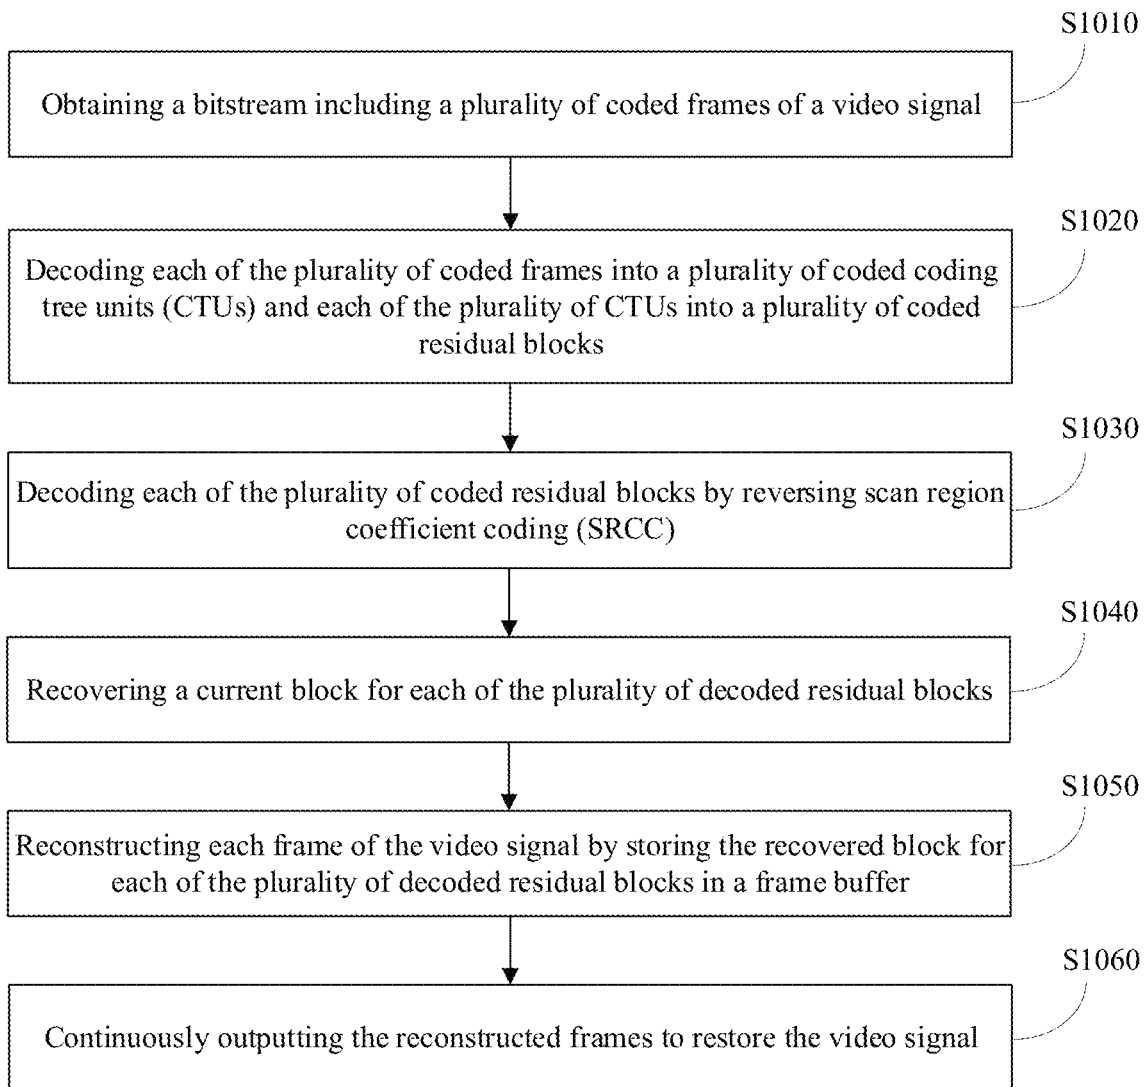 S1010
Obtaining a bitstream including a plurality of coded frames of a video signal
S1020
Decoding each of the plurality of coded frames into a plurality of coded coding
tree units (CTUs) and each of the plurality of CTUs into a plurality of coded
residual blocks
S1030
Decoding each of the plurality of coded residual blocks by reversing scan region
coefficient coding (SRCC)
S1040
Recovering a current block for each of the plurality of decoded residual blocks
S1050
Reconstructing each frame of the video signal by storing the recovered block for
each of the plurality of decoded residual blocks in a frame buffer
S1060
Continuously outputting the reconstructed frames to restore the video signal